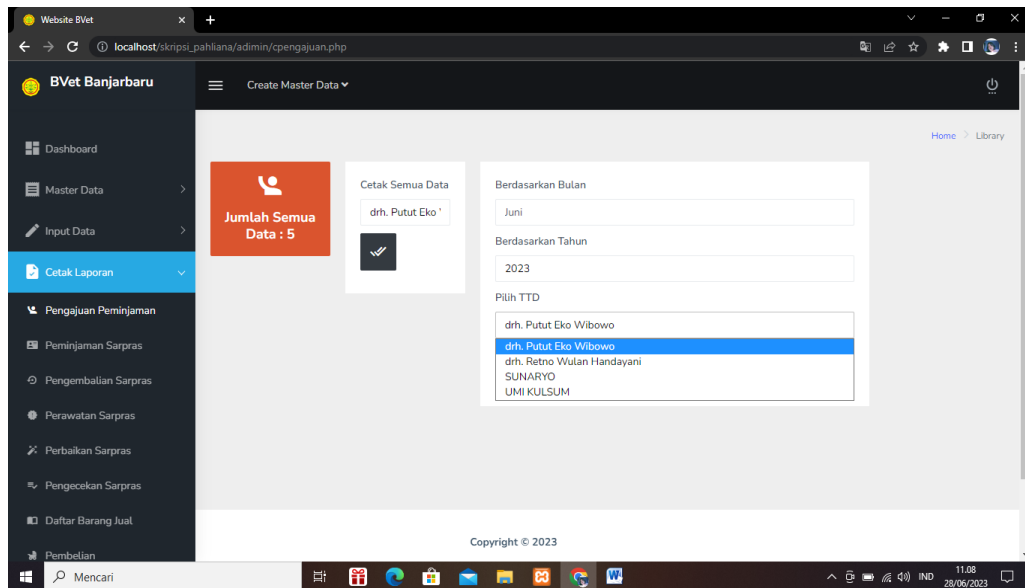 Website BVet
localhost/skripsi_pahliana/adimin/cpengajuan.php
BVet Banjarbaru
Create Master Data
Home > Library
Dashboard
Master Data
Input Data
Cetak Laporan
Pengajuan Peminjaman
Peminjaman Sarpras
Pengembalian Sarpras
Perawatan Sarpras
Perbaikan Sarpras
Pengecekan Sarpras
Daftar Barang Jual
Pembelian
Jumlah Semua
Data : 5
Cetak Semua Data
drh. Putut Eko
Berdasarkan Bulan
Juni
Berdasarkan Tahun
2023
Pilih TTD
drh. Putut Eko Wibowo
drh. Putut Eko Wibowo
drh. Retno Wulan Handayani
SUNARYO
UMI KULSUM
Copyright © 2023
Mencari
IND
11.08
28/06/2023